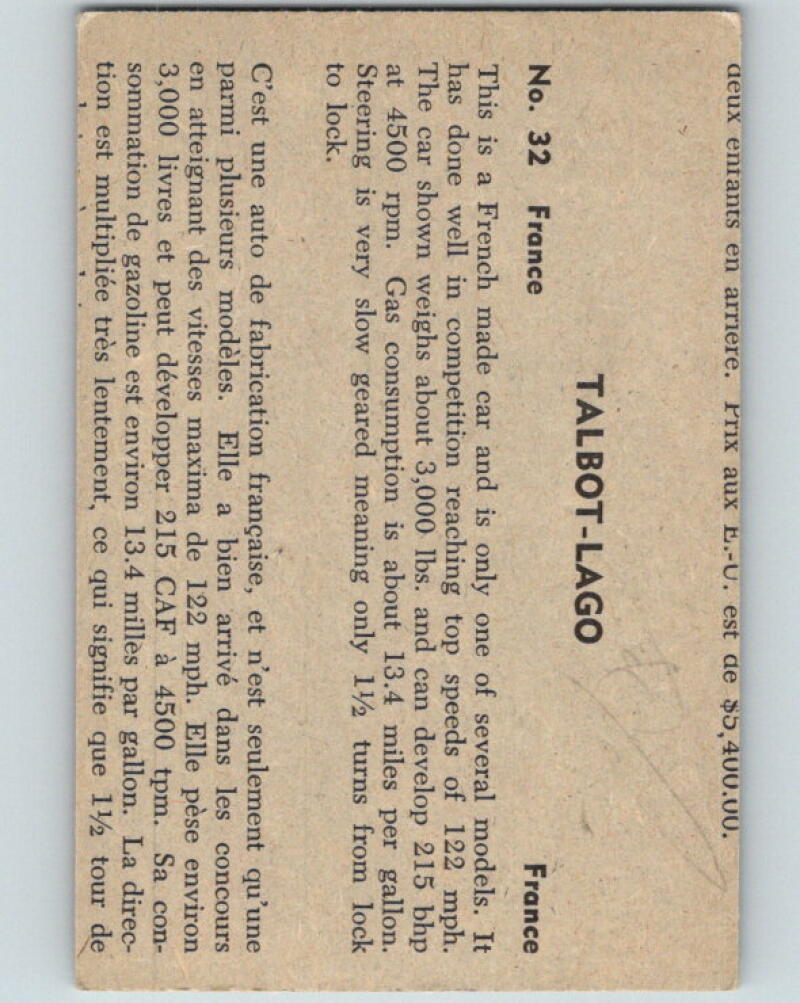 deux enfants en arrière. Prix aux E.-U. est de $5,400.00.
TALBOT-LAGO
No. 32 France France
This is a French made car and is only one of several models. It
has done well in competition reaching top speeds of 122 mph.
The car shown weighs about 3,000 lbs. and can develop 215 bhp
at 4500 rpm. Gas consumption is about 13.4 miles per gallon.
Steering is very slow geared meaning only 1½ turns from lock
to lock.
C'est une auto de fabrication française, et n'est seulement qu'une
parmi plusieurs modèles. Elle a bien arrivé dans les concours
en atteignant des vitesses maxima de 122 mph. Elle pèse environ
3,000 livres et peut développer 215 CAF à 4500 tpm. Sa con-
sommation de gazoline est environ 13.4 milles par gallon. La direc-
tion est multipliée très lentement, ce qui signifie que 1½ tour de